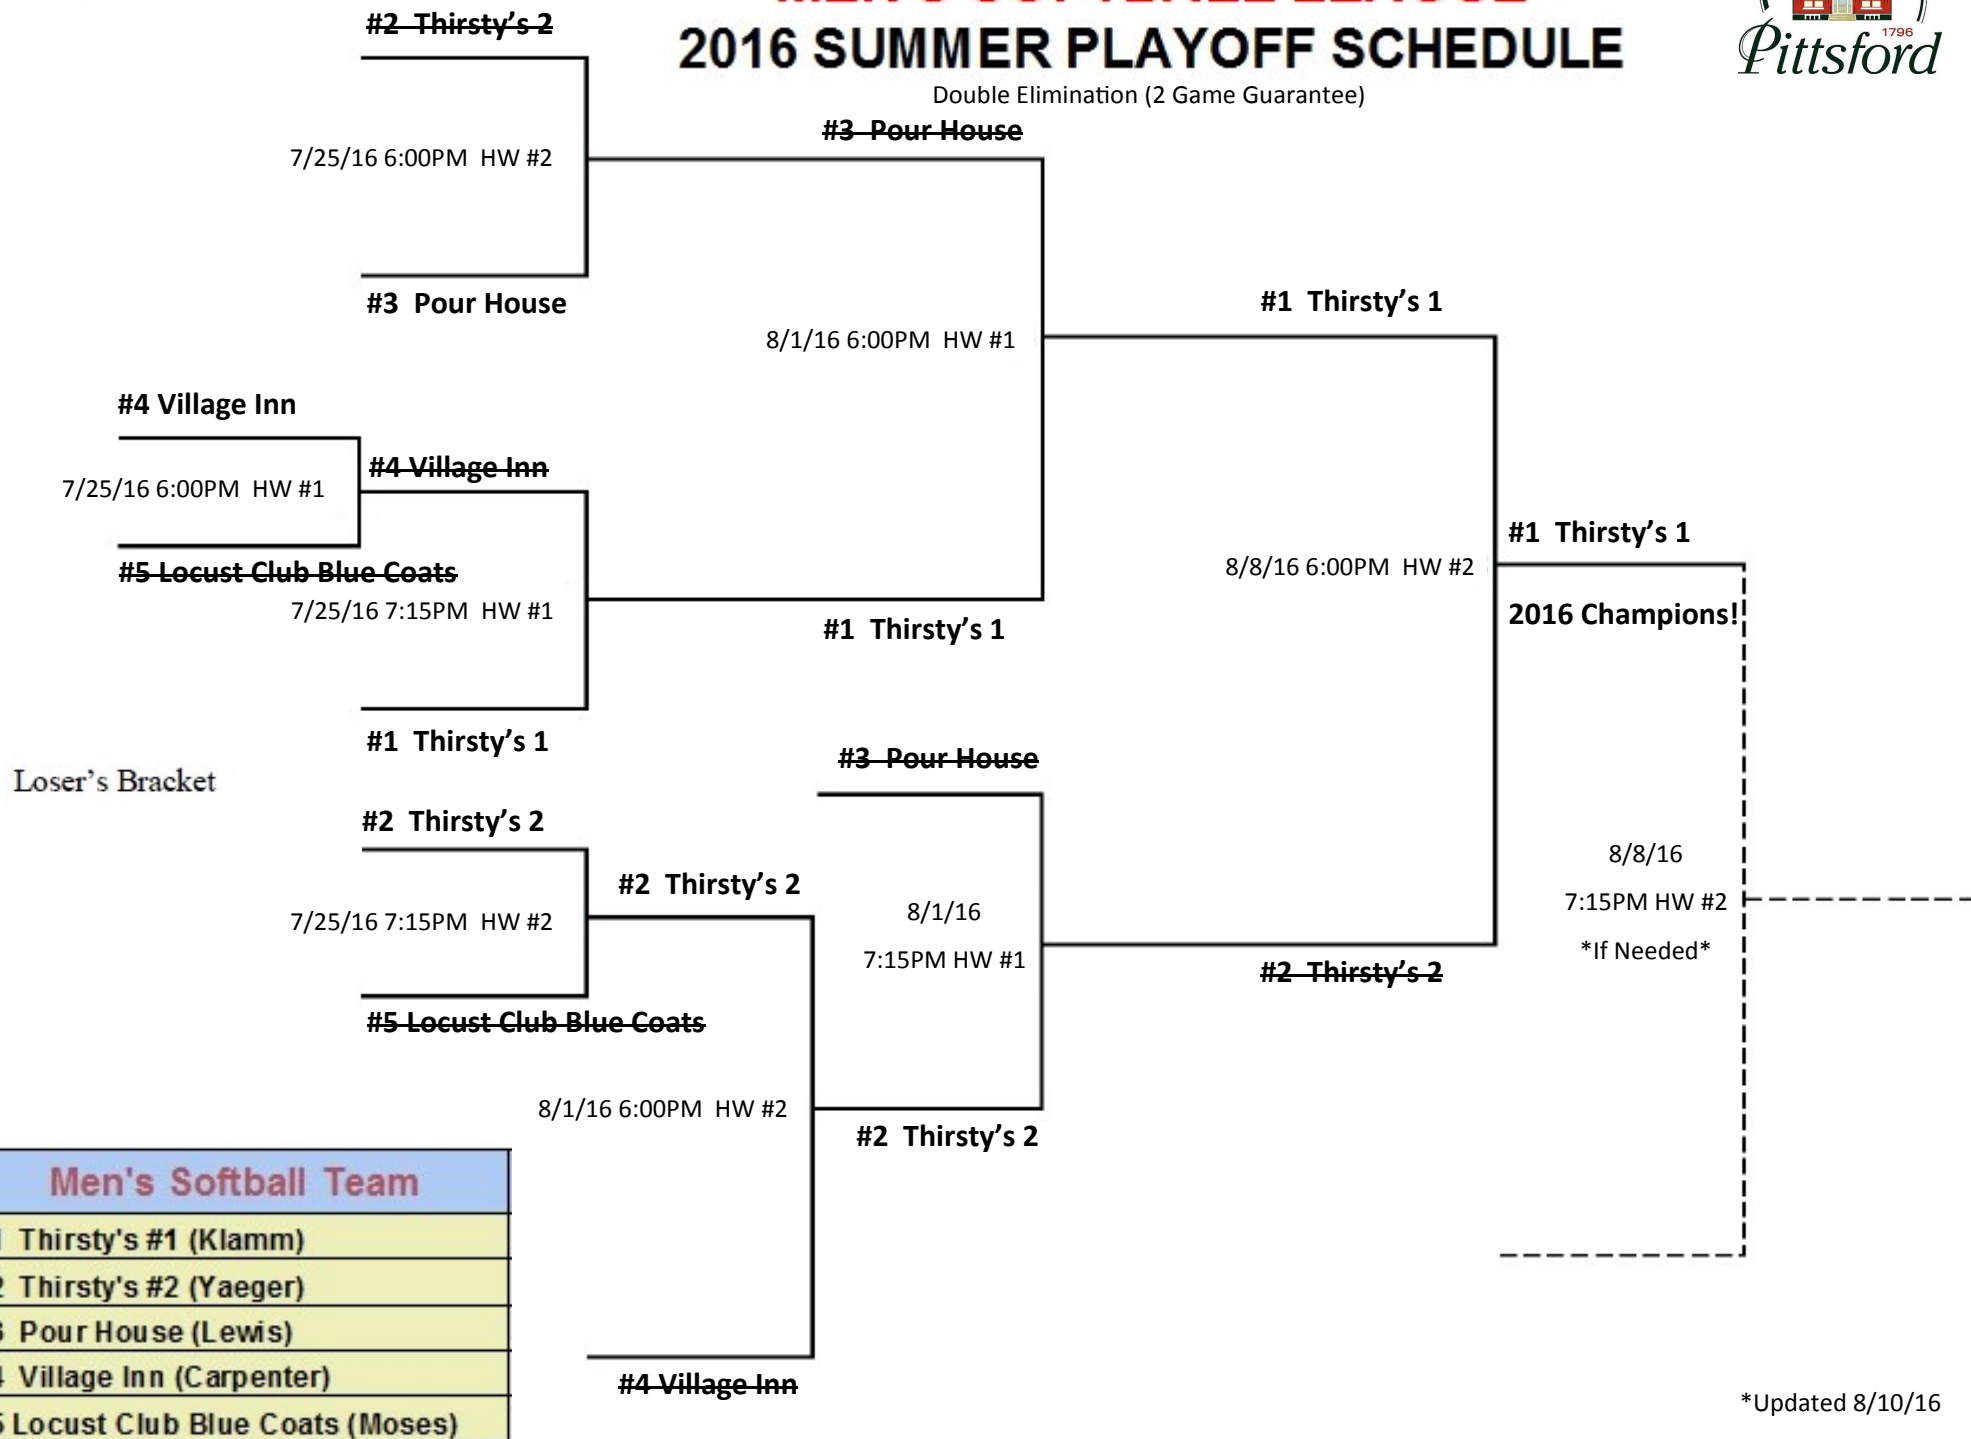 #2 Thirsty's 2
2016 SUMMER PLAYOFF SCHEDULE
1796
Pittsford
Double Elimination (2 Game Guarantee)
#3 Pour House
7/25/16 6:00PM HW #2
#3 Pour House
#1 Thirsty’s 1
8/1/16 6:00PM HW #1
#4 Village Inn
#4 Village Inn
7/25/16 6:00PM HW #1
#5 Locust Club Blue Coats
#1 Thirsty’s 1
8/8/16 6:00PM HW #2
7/25/16 7:15PM HW #1
2016 Champions!
#1 Thirsty’s 1
#1 Thirsty’s 1
#3 Pour House
Loser’s Bracket
#2 Thirsty’s 2
8/8/16
#2 Thirsty’s 2
7:15PM HW #2
8/1/16
7/25/16 7:15PM HW #2
*If Needed*
7:15PM HW #1
#2 Thirsty’s 2
#5 Locust Club Blue Coats
8/1/16 6:00PM HW #2
#2 Thirsty’s 2
Men's Softball Team
Thirsty's #1 (Klamm)
2 Thirsty's #2 (Yaeger)
3 Pour House (Lewis)
4 Village Inn (Carpenter)
#4 Village Inn
5 Locust Club Blue Coats (Moses)
*Updated 8/10/16